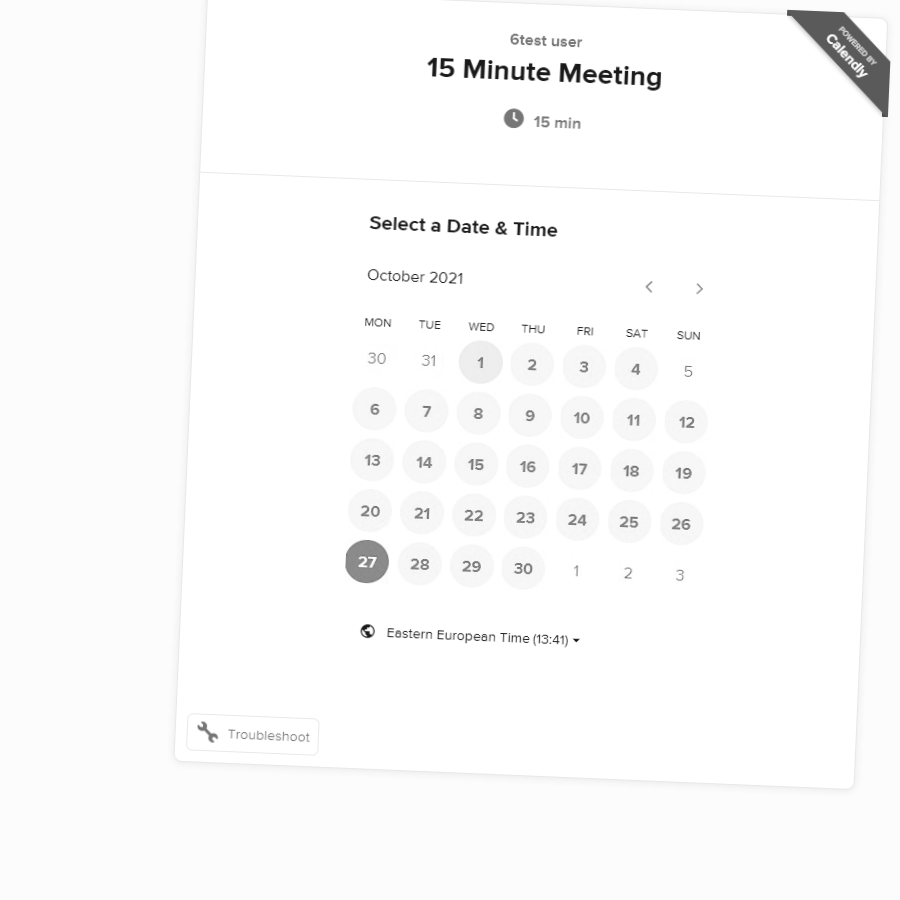 6test user
15 Minute Meeting
15 min
POWERED BY
Calendly
Select a Date & Time
October 2021
MON TUE WED THU FRI SAT SUN
30 31 1 2 3 4 5
6 7 8 9 10 11 12
13 14 15 16 17 18 19
20 21 22 23 24 25 26
27 28 29 30 1 2 3
Eastern European Time (13:41)
Troubleshoot